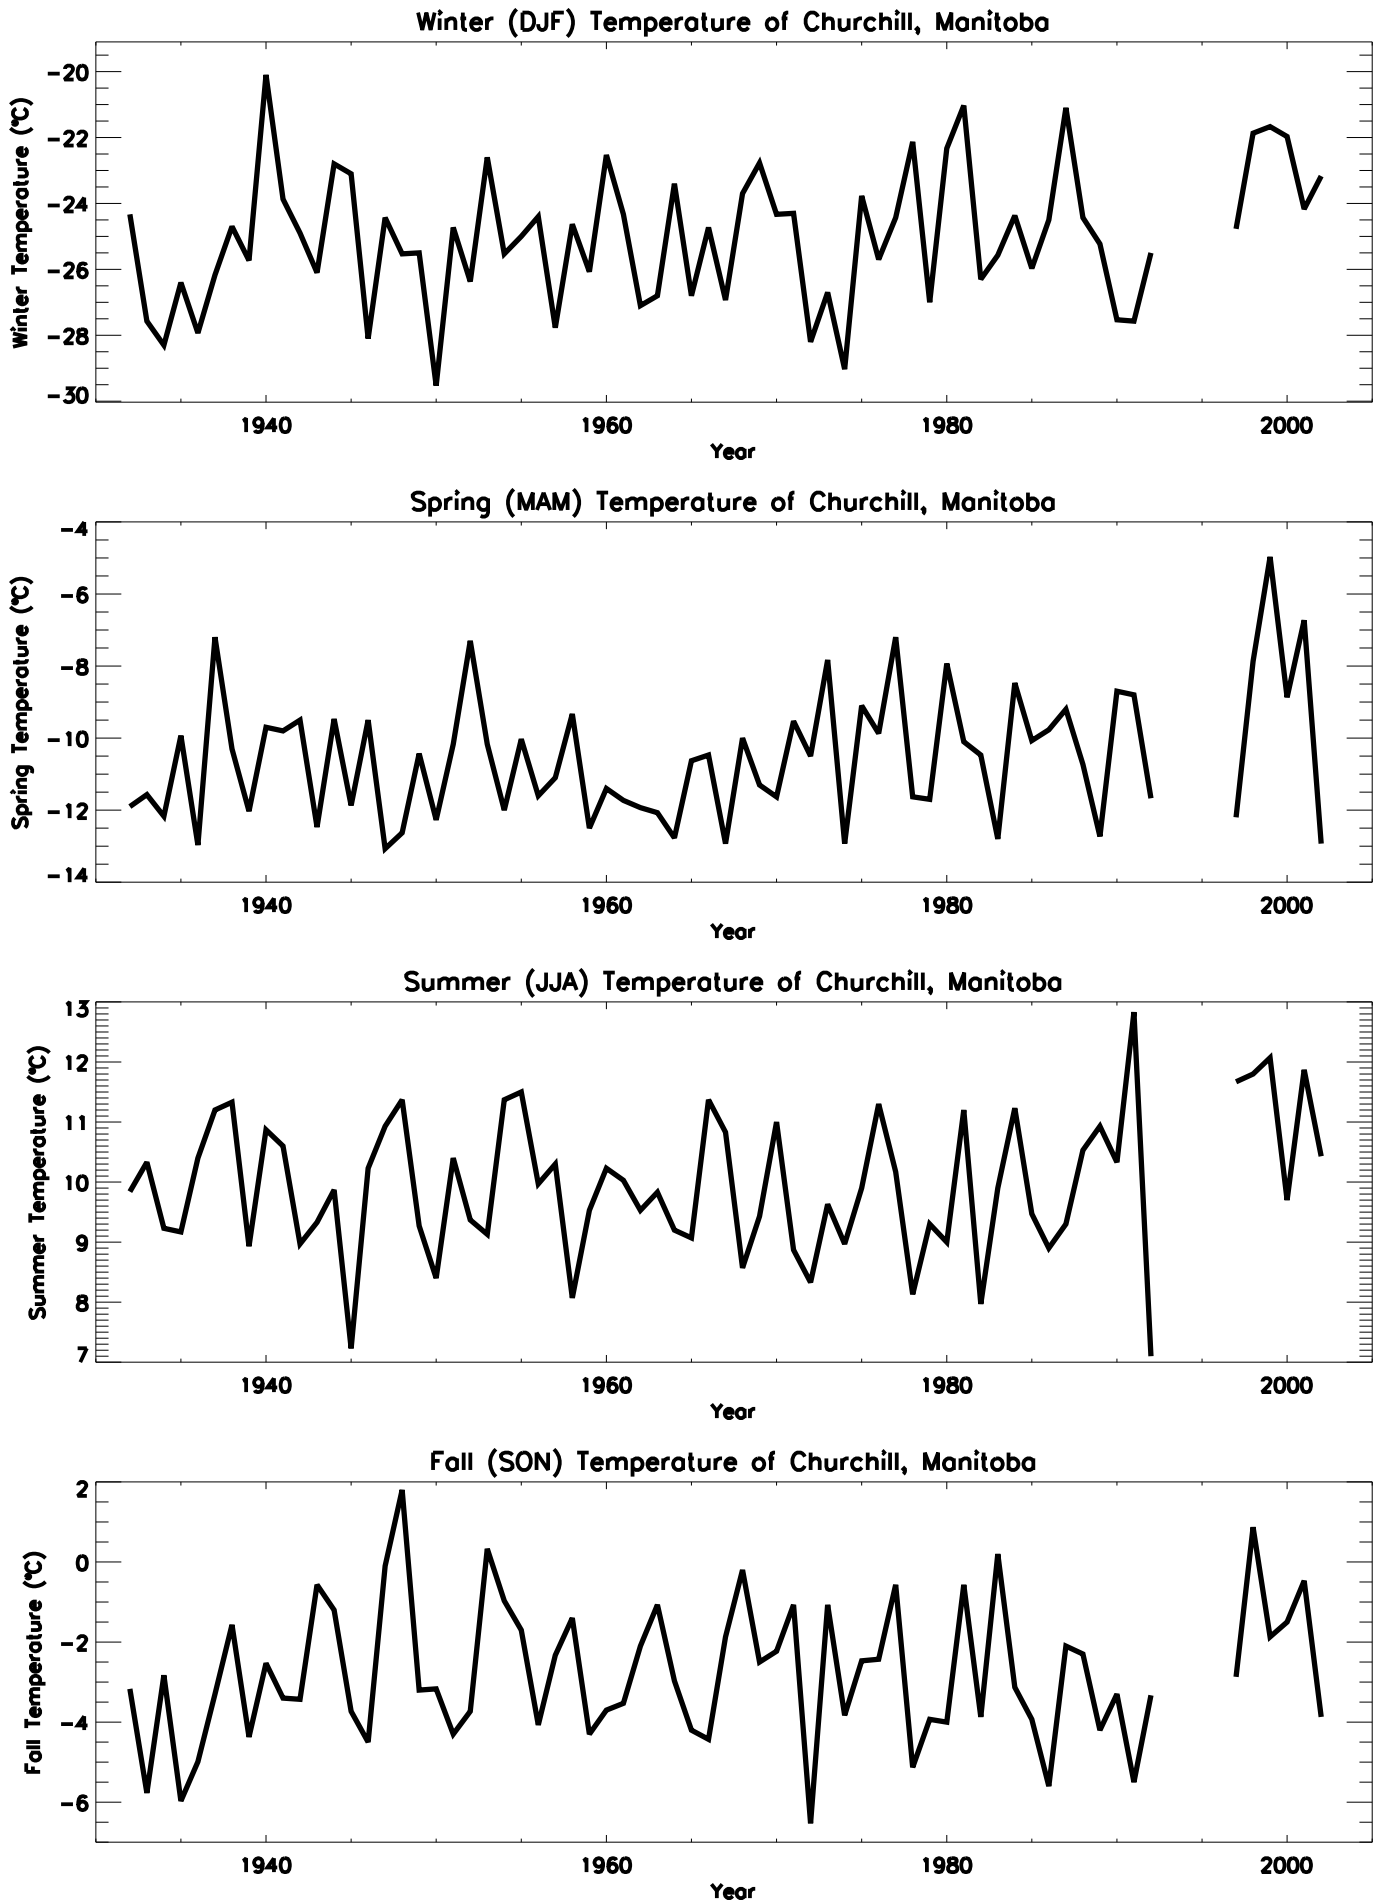 Winter (DJF) Temperature of Churchill, Manitoba
Winter Temperature (°C)
-20
-22
-24
-26
-28
-30
1940 1960 1980 2000
Year
Spring (MAM) Temperature of Churchill, Manitoba
Spring Temperature (°C)
-4
-6
-8
-10
-12
-14
1940 1960 1980 2000
Year
Summer (JJA) Temperature of Churchill, Manitoba
Summer Temperature (°C)
13
12
11
10
9
8
7
1940 1960 1980 2000
Year
Fall (SON) Temperature of Churchill, Manitoba
Fall Temperature (°C)
2
0
-2
-4
-6
1940 1960 1980 2000
Year